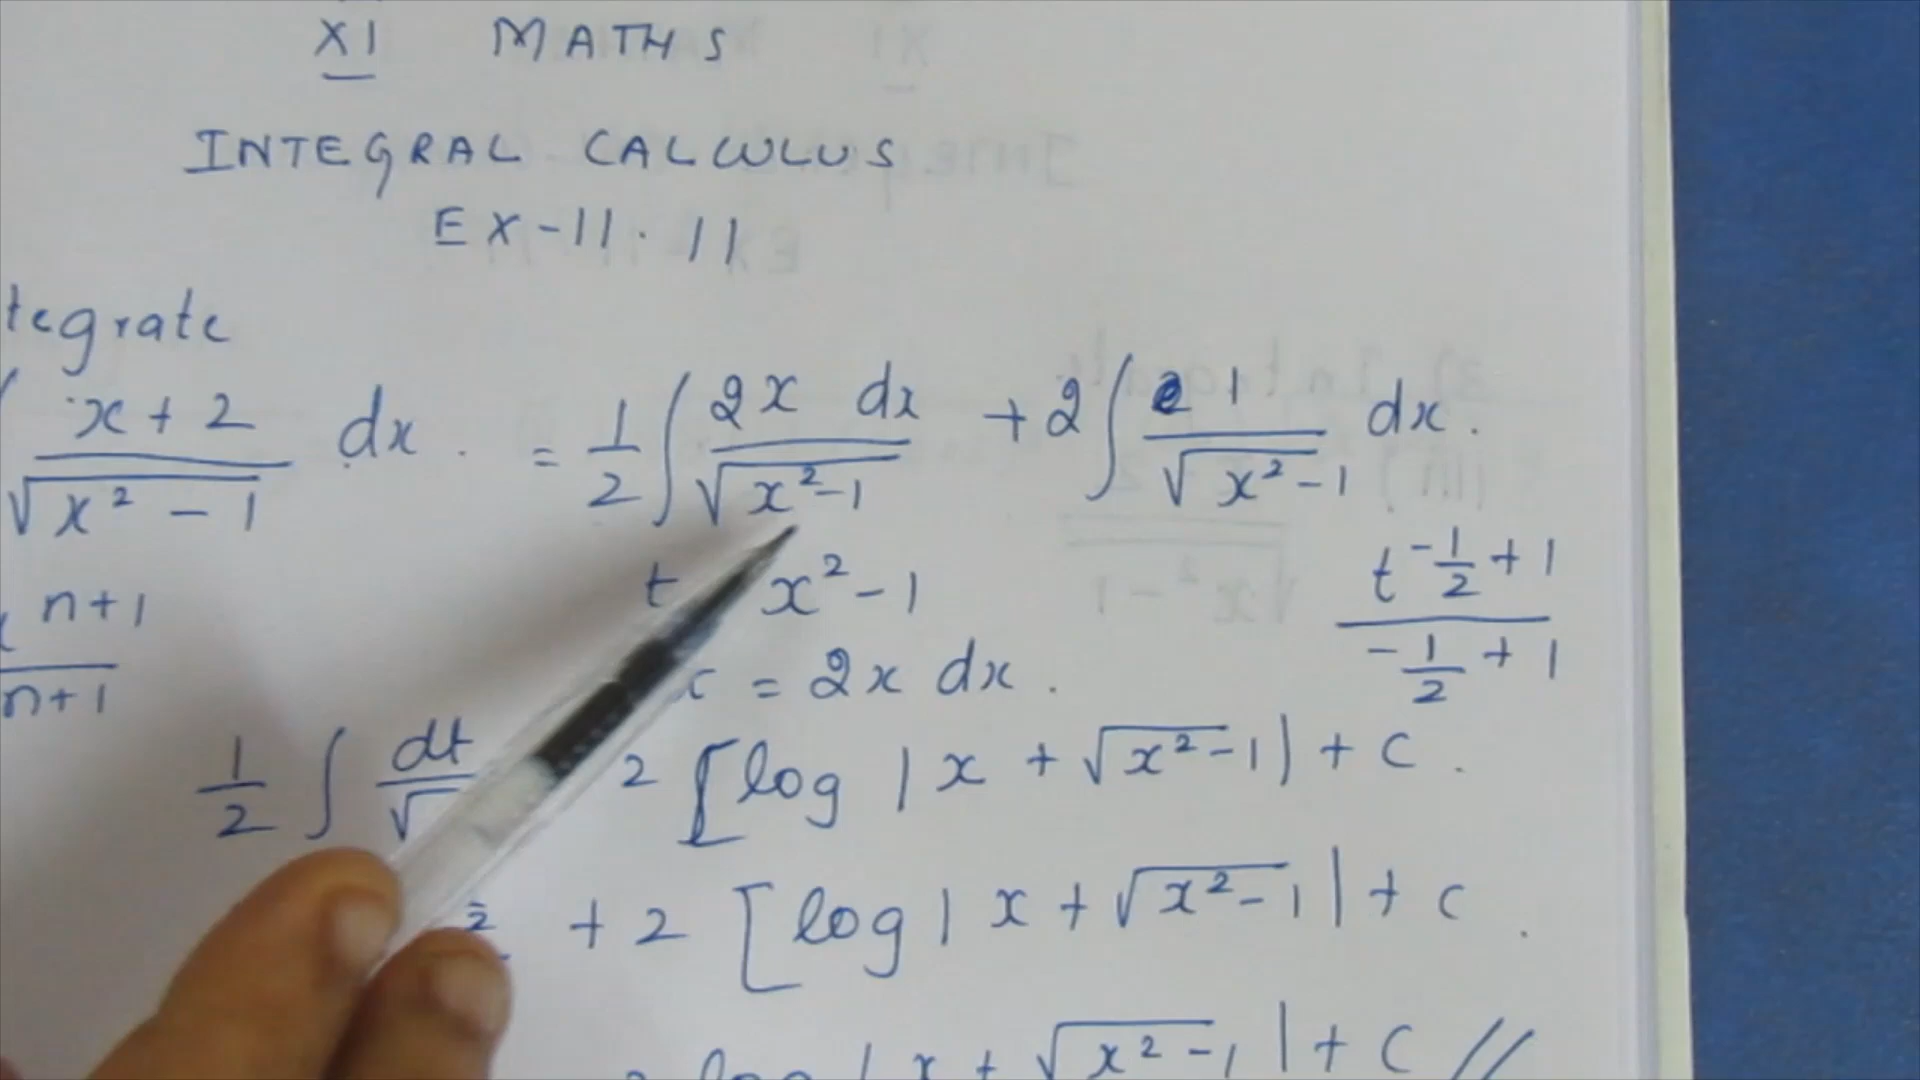 XI MATHS
INTEGRAL CALCULUS
EX-11.11
tegrate
x+2 / √x²-1 dx. = 1/2 ∫ 2x dx / √x²-1 + 2 ∫ 1 / √x²-1 dx.
t x²-1
= 2x dx.
n+1 / n+1
t^(-1/2+1) / -1/2+1
1/2 ∫ dt/√ 2 [log |x + √x²-1| + c.
+ 2 [log | x + √x²-1 | + c.
log | x + √x²-1 | + c //